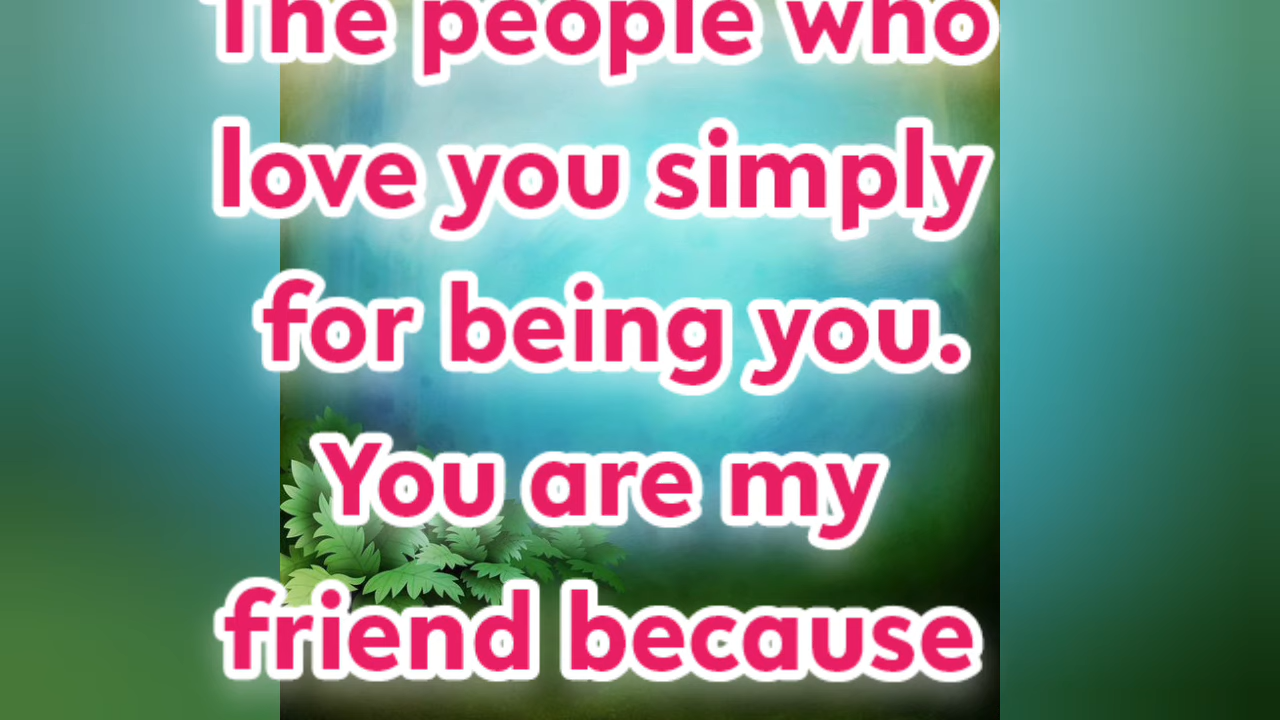 The people who
love you simply
for being you.
You are my
friend because